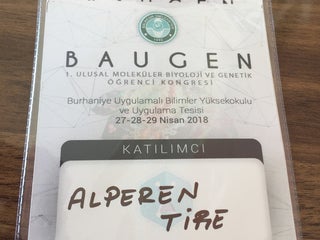 BAUGEN
1. ULUSAL MOLEKÜLER BİYOLOJİ VE GENETİK
ÖĞRENCİ KONGRESİ
Burhaniye Uygulamalı Bilimler Yüksekokulu
ve Uygulama Tesisi
27-28-29 Nisan 2018
KATILIMCI
ALPEREN
TİRE